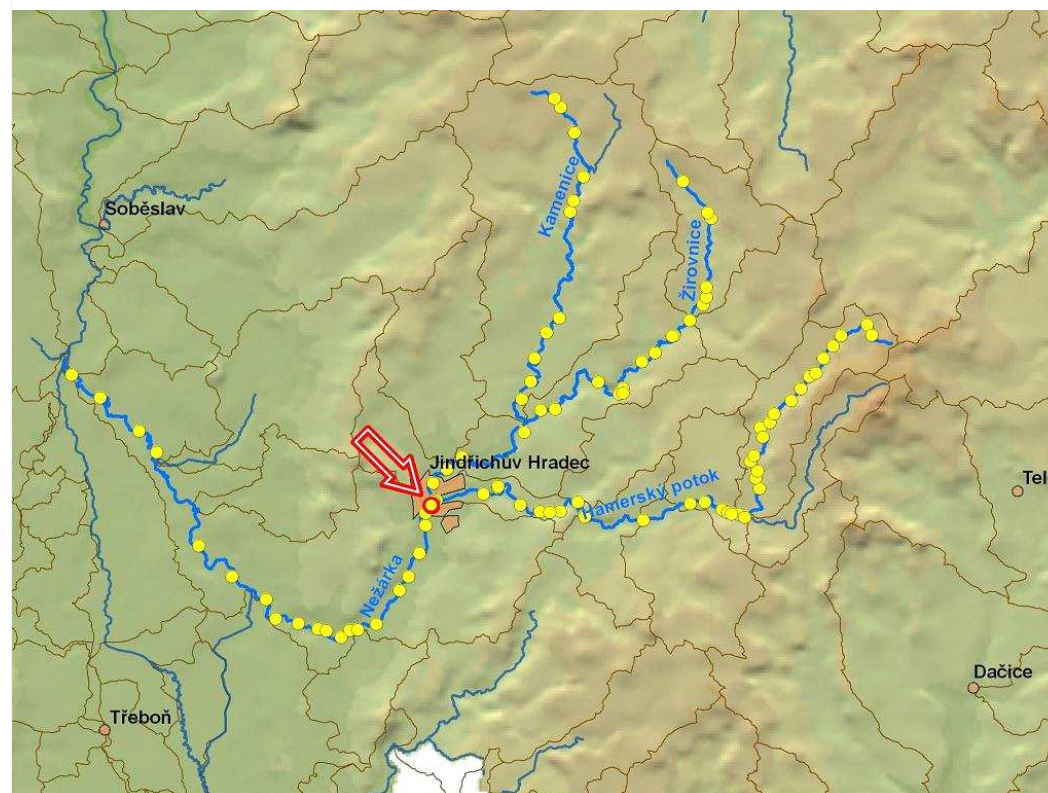 Soběslav
Kamenice
Žirovnice
Jindřichův Hradec
Hamerský potok
Tel
Nežárka
Dačice
Třeboň